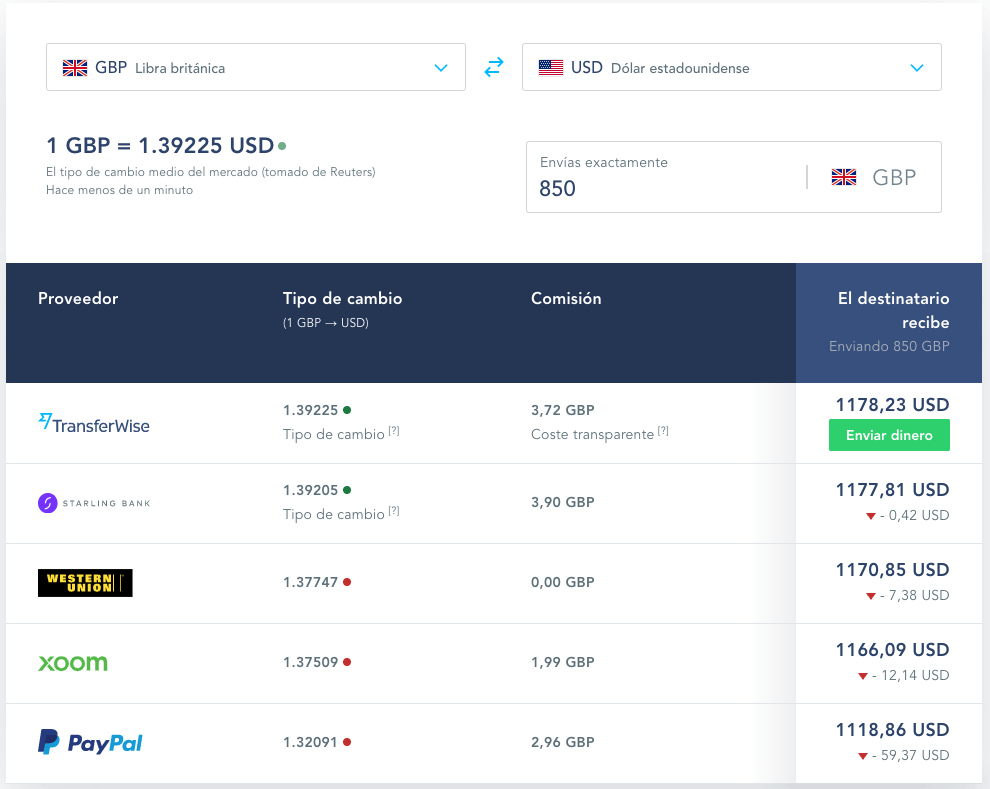 GBP Libra británica
USD Dólar estadounidense
1 GBP = 1.39225 USD
El tipo de cambio medio del mercado (tomado de Reuters)
Hace menos de un minuto
Envías exactamente
850
GBP
Proveedor
Tipo de cambio
(1 GBP → USD)
Comisión
El destinatario
recibe
Enviando 850 GBP
TransferWise
1.39225
Tipo de cambio [?]
3,72 GBP
Coste transparente [?]
1178,23 USD
Enviar dinero
STARLING BANK
1.39205
Tipo de cambio [?]
3,90 GBP
1177,81 USD
- 0,42 USD
WESTERN
UNION
1.37747
0,00 GBP
1170,85 USD
- 7,38 USD
xoom
1.37509
1,99 GBP
1166,09 USD
- 12,14 USD
PayPal
1.32091
2,96 GBP
1118,86 USD
- 59,37 USD